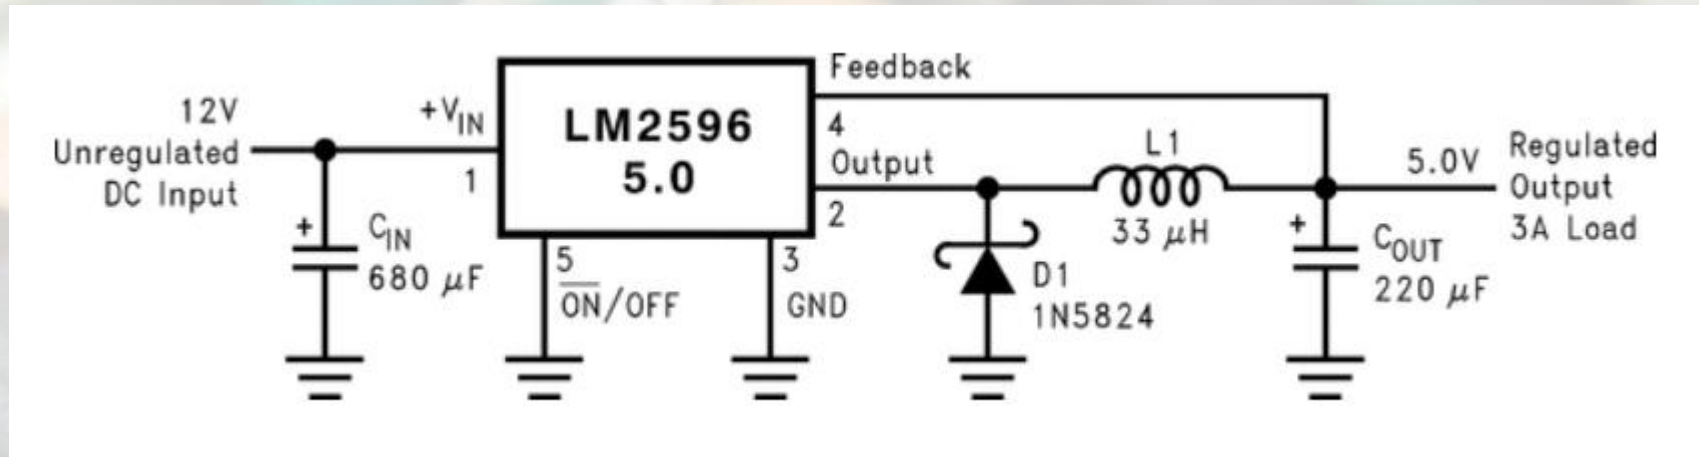 12V
Unregulated
DC Input
+VIN
1
CIN
680 µF
+
LM2596
5.0
5
ON/OFF
3
GND
Feedback
4
Output
2
L1
33 µH
D1
1N5824
+
COUT
220 µF
5.0V
Regulated
Output
3A Load